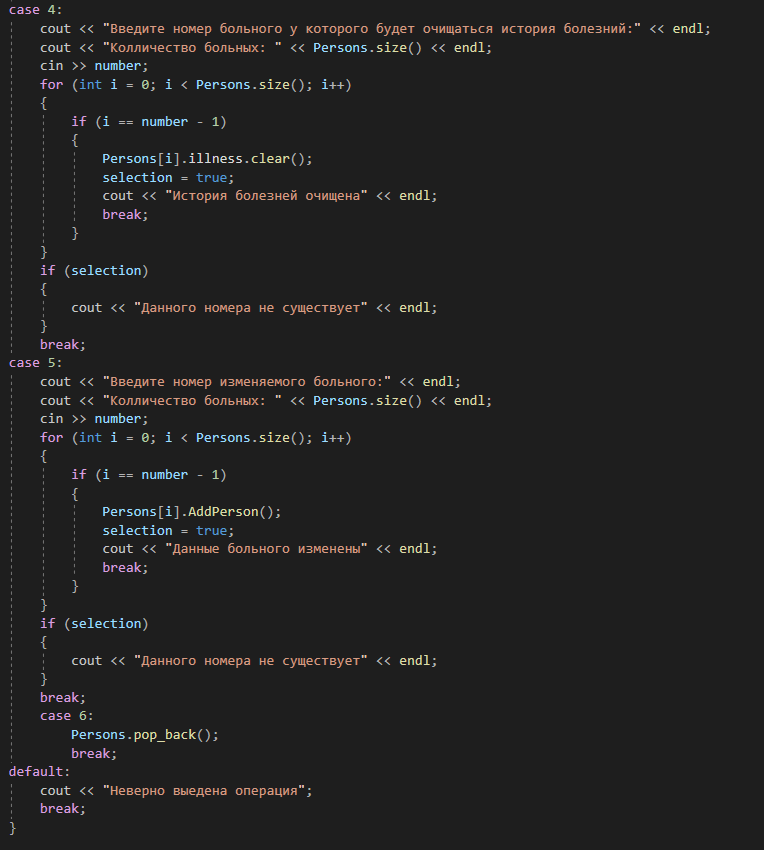 case 4:
cout << "Введите номер больного у которого будет очищаться история болезний:" << endl;
cout << "Колличество больных: " << Persons.size() << endl;
cin >> number;
for (int i = 0; i < Persons.size(); i++)
{
if (i == number - 1)
{
Persons[i].illness.clear();
selection = true;
cout << "История болезней очищена" << endl;
break;
}
}
if (selection)
{
cout << "Данного номера не существует" << endl;
}
break;
case 5:
cout << "Введите номер изменяемого больного:" << endl;
cout << "Колличество больных: " << Persons.size() << endl;
cin >> number;
for (int i = 0; i < Persons.size(); i++)
{
if (i == number - 1)
{
Persons[i].AddPerson();
selection = true;
cout << "Данные больного изменены" << endl;
break;
}
}
if (selection)
{
cout << "Данного номера не существует" << endl;
}
break;
case 6:
Persons.pop_back();
break;
default:
cout << "Неверно выедена операция";
break;
}